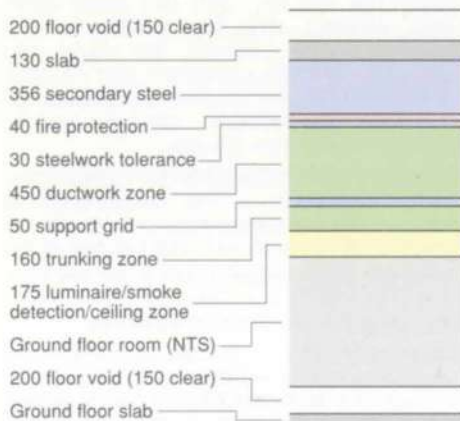 200 floor void (150 clear)
130 slab
356 secondary steel
40 fire protection
30 steelwork tolerance
450 ductwork zone
50 support grid
160 trunking zone
175 luminaire/smoke
detection/ceiling zone
Ground floor room (NTS)
200 floor void (150 clear)
Ground floor slab